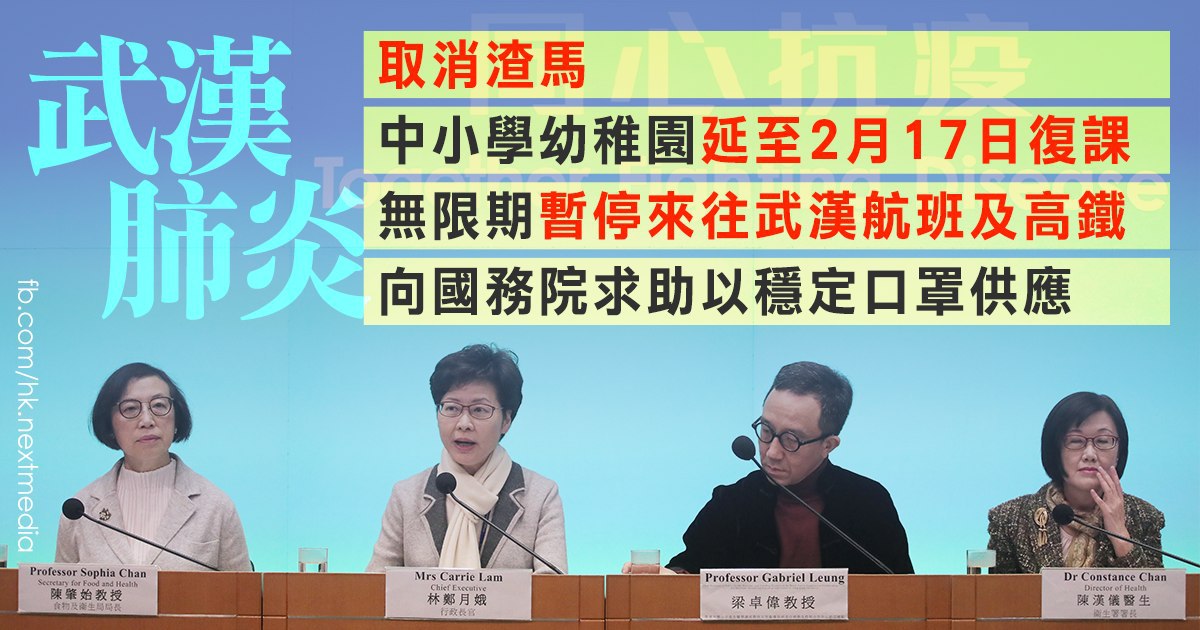 武漢
肺炎
取消渣馬
中小學幼稚園延至2月17日復課
無限期暫停來往武漢航班及高鐵
向國務院求助以穩定口罩供應
同心抗疫
Together, Fighting Disease
fb.com/hk.nextmedia
Professor Sophia Chan
Secretary for Food and Health
陳肇始教授
食物及衞生局局長
Mrs Carrie Lam
Chief Executive
林鄭月娥
行政長官
Professor Gabriel Leung
梁卓偉教授
Dr Constance Chan
Director of Health
陳漢儀醫生
衞生署署長